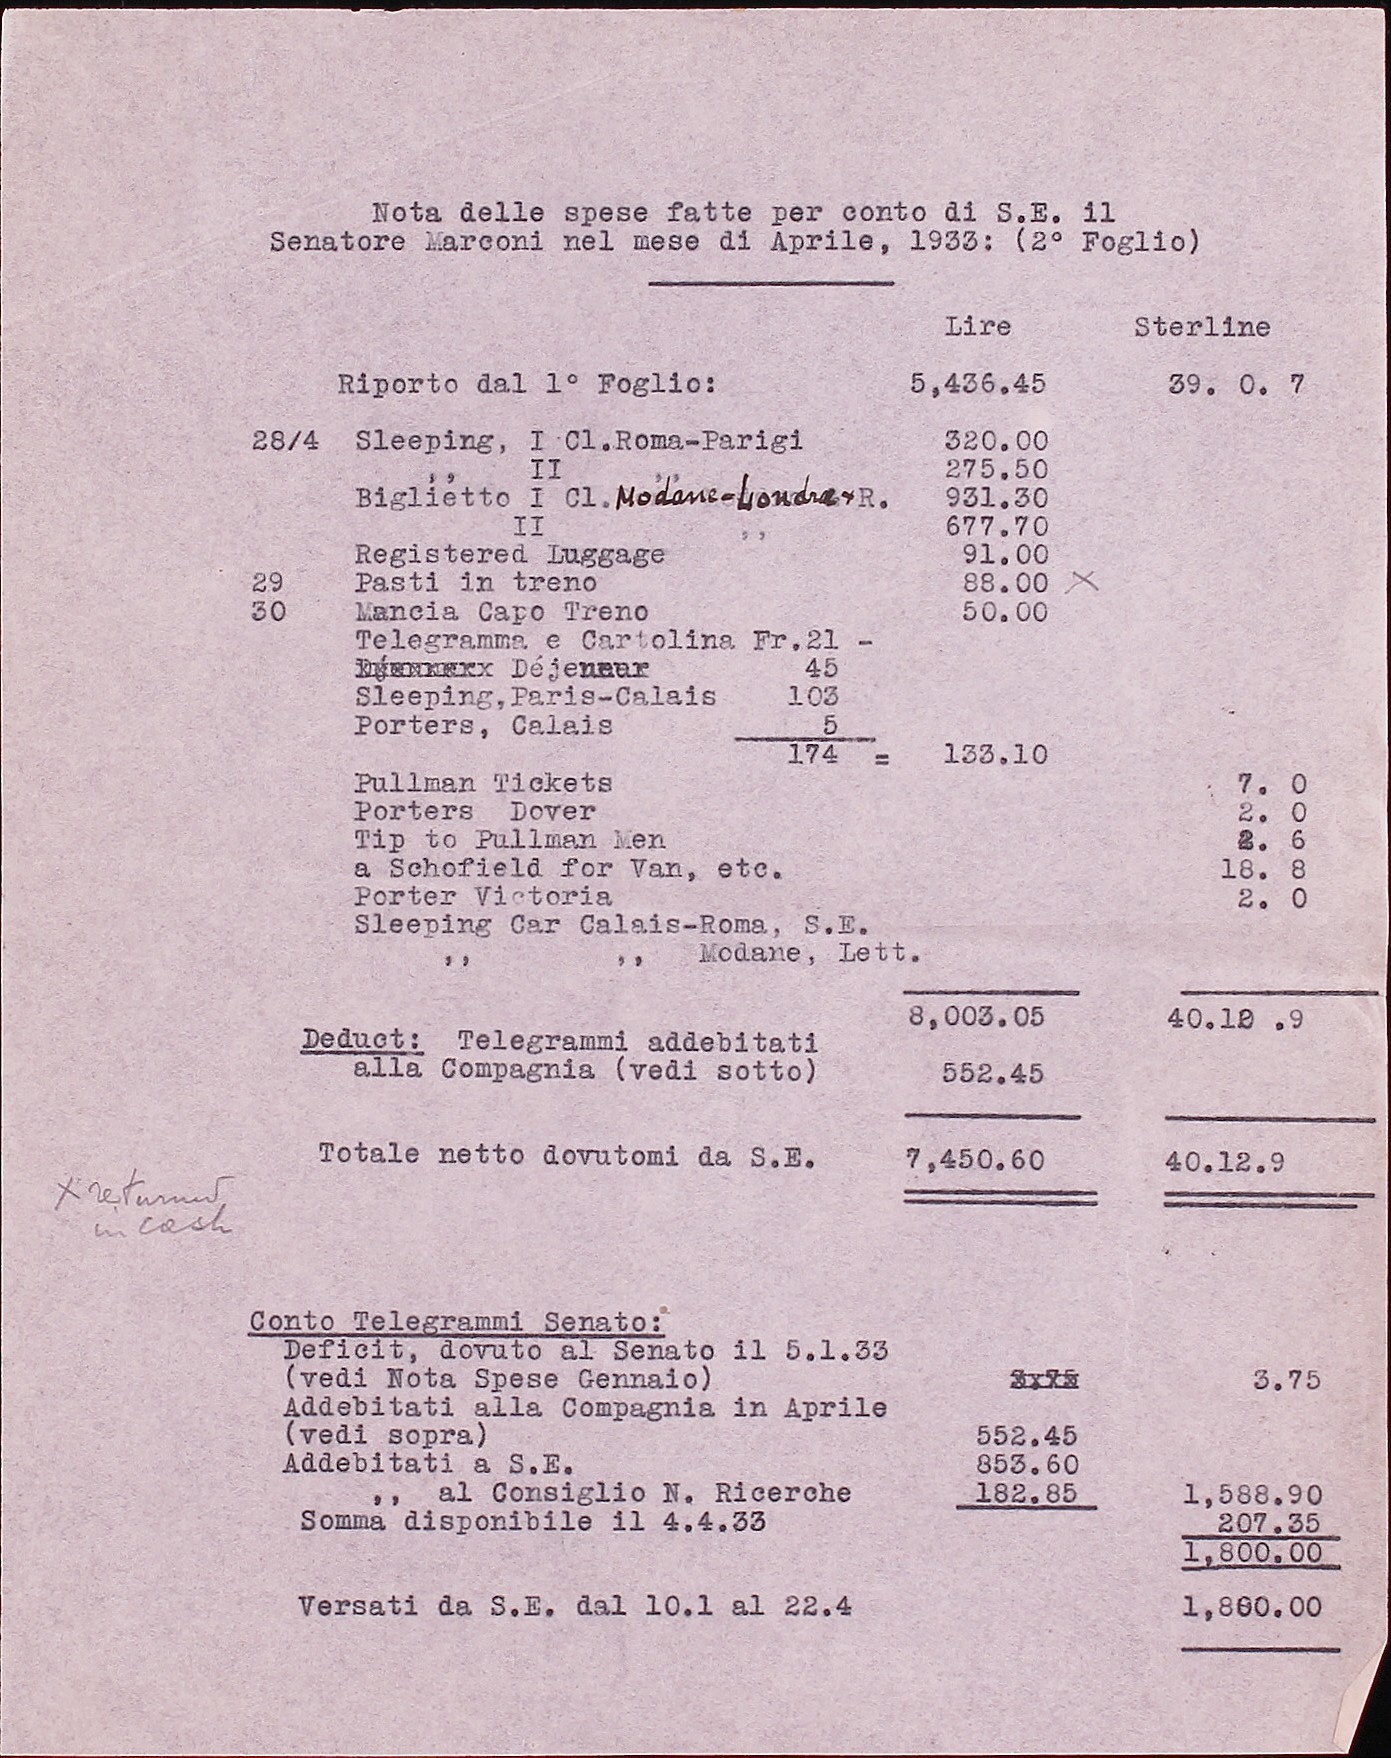 Nota delle spese fatte per conto di S.E. il
Senatore Marconi nel mese di Aprile, 1933: (2° Foglio)
Lire Sterline
Riporto dal 1° Foglio: 5,436.45 39. 0. 7
28/4 Sleeping, I Cl.Roma-Parigi 320.00
,, II ,, 275.50
Biglietto I Cl. Modane-Londra + R. 931.30
II ,, 677.70
Registered Luggage 91.00
29 Pasti in treno 88.00 ×
30 Mancia Capo Treno 50.00
Telegramma e Cartolina Fr.21 -
Déjeuneur 45
Sleeping,Paris-Calais 103
Porters, Calais 5
174 = 133.10
Pullman Tickets 7. 0
Porters Dover 2. 0
Tip to Pullman Men 2. 6
a Schofield for Van, etc. 18. 8
Porter Victoria 2. 0
Sleeping Car Calais-Roma, S.E.
,, ,, Modane, Lett.
8,003.05 40.12 .9
Deduct: Telegrammi addebitati
alla Compagnia (vedi sotto) 552.45
Totale netto dovutomi da S.E. 7,450.60 40.12.9
× returned
in cash
Conto Telegrammi Senato:
Deficit, dovuto al Senato il 5.1.33
(vedi Nota Spese Gennaio) 3.75 3.75
Addebitati alla Compagnia in Aprile
(vedi sopra) 552.45
Addebitati a S.E. 853.60
,, al Consiglio N. Ricerche 182.85 1,588.90
Somma disponibile il 4.4.33 207.35
1,800.00
Versati da S.E. dal 10.1 al 22.4 1,800.00